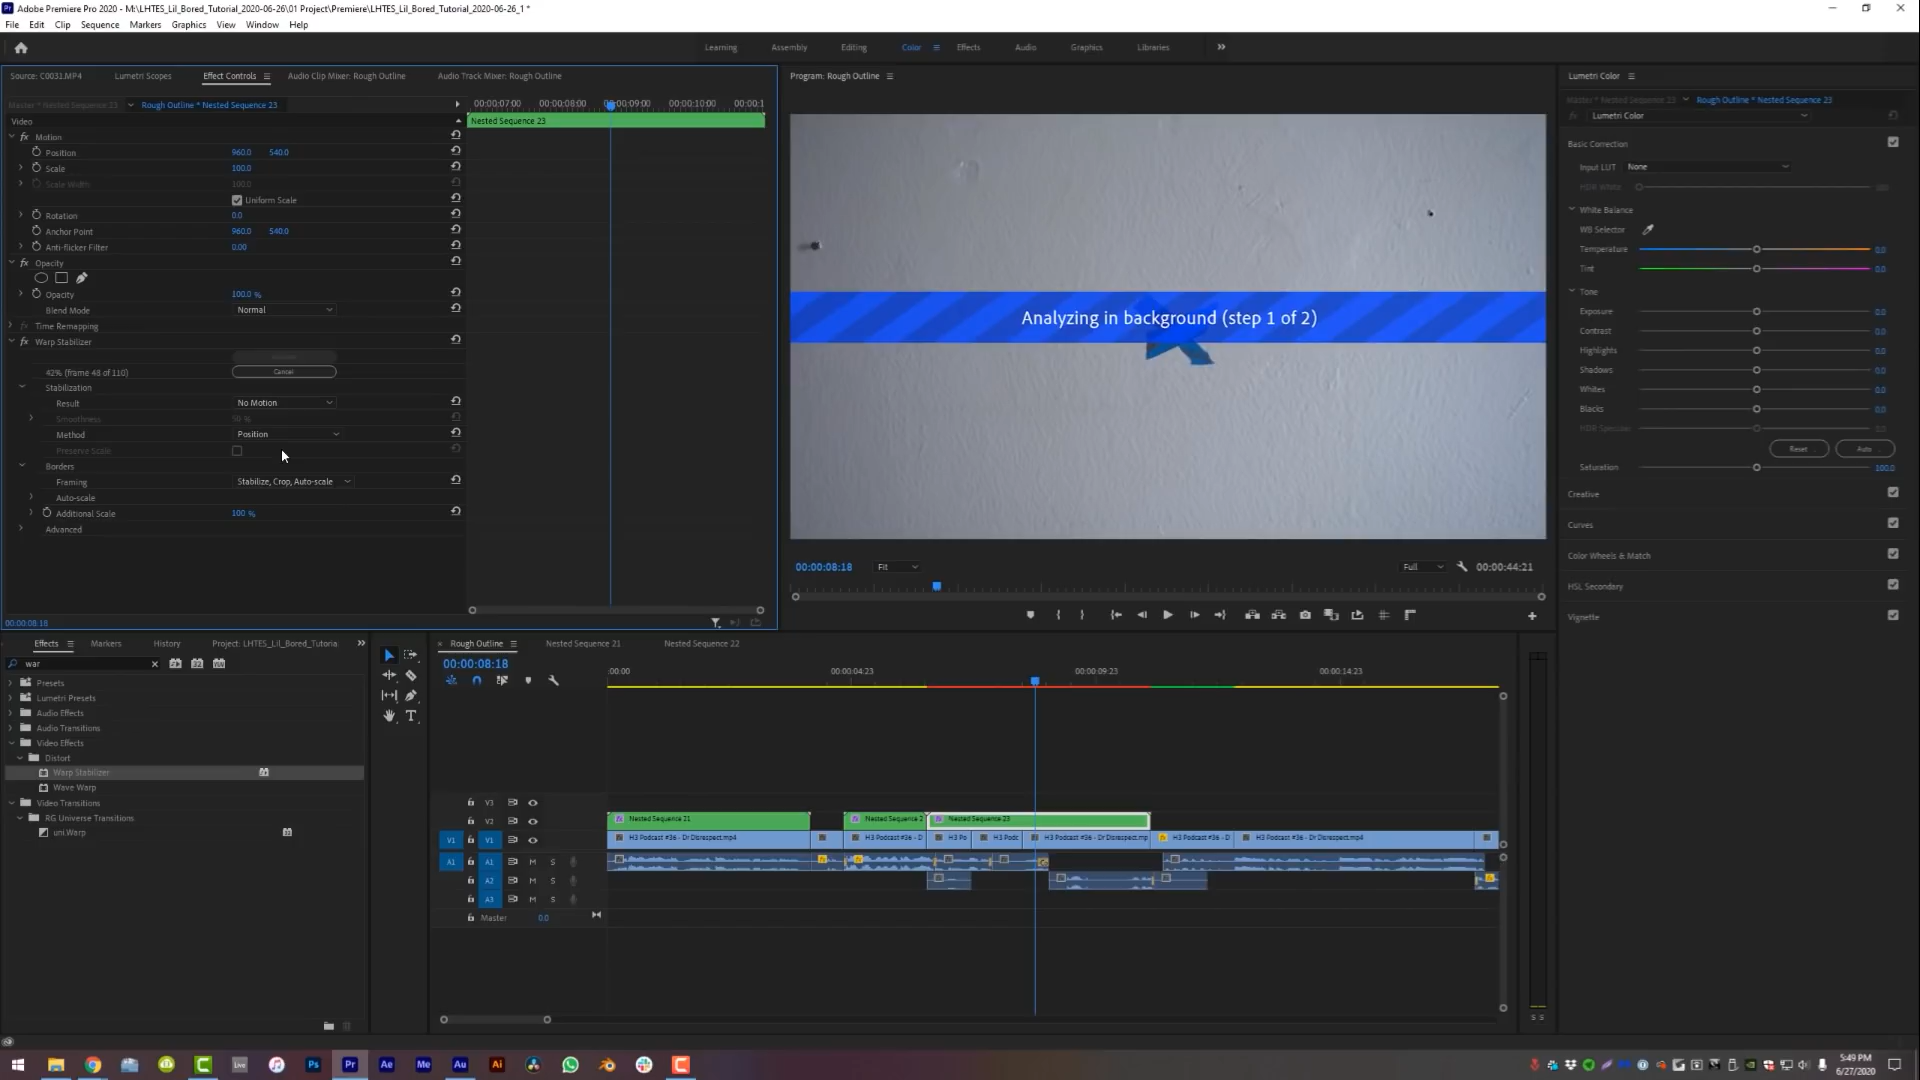 Adobe Premiere Pro 2020 - M:\LHTES_Lil_Bored_Tutorial_2020-06-26\01 Project\Premiere\LHTES_Lil_Bored_Tutorial_2020-06-26_1 *
File Edit Clip Sequence Markers Graphics View Window Help
Learning Assembly Editing Color Effects Audio Graphics Libraries
Source: C0031.MP4 Lumetri Scopes Effect Controls Audio Clip Mixer: Rough Outline Audio Track Mixer: Rough Outline
Program: Rough Outline
Lumetri Color
Master * Nested Sequence 23 Rough Outline * Nested Sequence 23
00:00:07:00 00:00:08:00 00:00:09:00 00:00:10:00 00:00:1
Master * Nested Sequence 23 Rough Outline * Nested Sequence 23
Lumetri Color
Video
Nested Sequence 23
Motion
Position 960.0 540.0
Scale 100.0
Scale Width 100.0
Uniform Scale
Rotation 0.0
Anchor Point 960.0 540.0
Anti-flicker Filter 0.00
Opacity
Opacity 100.0 %
Blend Mode Normal
Time Remapping
Warp Stabilizer
42% (frame 48 of 110) Cancel
Stabilization
Result No Motion
Smoothness 50 %
Method Position
Preserve Scale
Borders
Framing Stabilize, Crop, Auto-scale
Auto-scale
Additional Scale 100 %
Advanced
00:00:08:18
Analyzing in background (step 1 of 2)
00:00:08:18 Fit Full 00:00:44:21
Basic Correction
Input LUT None
HDR White
White Balance
WB Selector
Temperature 0.0
Tint 0.0
Tone
Exposure 0.0
Contrast 0.0
Highlights 0.0
Shadows 0.0
Whites 0.0
Blacks 0.0
HDR Specular
Reset Auto
Saturation 100.0
Creative
Curves
Color Wheels & Match
HSL Secondary
Vignette
Effects Markers History Project: LHTES_Lil_Bored_Tutoria
war
Presets
Lumetri Presets
Audio Effects
Audio Transitions
Video Effects
Distort
Warp Stabilizer
Wave Warp
Video Transitions
RG Universe Transitions
uni.Warp
Rough Outline Nested Sequence 21 Nested Sequence 22
00:00:08:18
:00:00 00:00:04:23 00:00:09:23 00:00:14:23
V3
V2 Nested Sequence 21 Nested Sequence 2 Nested Sequence 23
V1 V1 H3 Podcast #36 - Dr Disrespect.mp4 H3 Podcast #36 - D H3 Po H3 Podc H3 Podcast #36 - Dr Disrespect.mp H3 Podcast #36 - D H3 Podcast #36 - Dr Disrespect.mp4
A1 A1 M S
A2 M S
A3 M S
Master 0.0
S S
Live Ps Pr Ae Me Au Ai
5:49 PM
6/27/2020